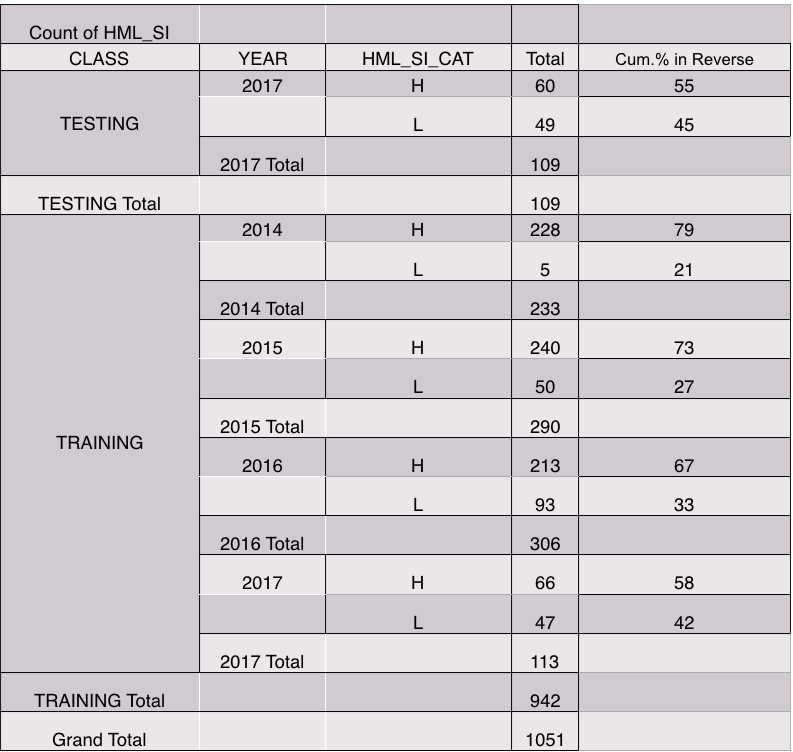 Count of HML_SI
CLASS YEAR HML_SI_CAT Total Cum.% in Reverse
TESTING 2017 H 60 55
L 49 45
2017 Total 109
TESTING Total 109
TRAINING 2014 H 228 79
L 5 21
2014 Total 233
2015 H 240 73
L 50 27
2015 Total 290
2016 H 213 67
L 93 33
2016 Total 306
2017 H 66 58
L 47 42
2017 Total 113
TRAINING Total 942
Grand Total 1051